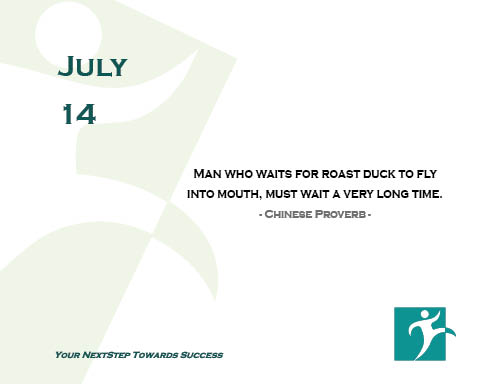 July
14
Man who waits for roast duck to fly
into mouth, must wait a very long time.
- Chinese Proverb -
Your NextStep Towards Success